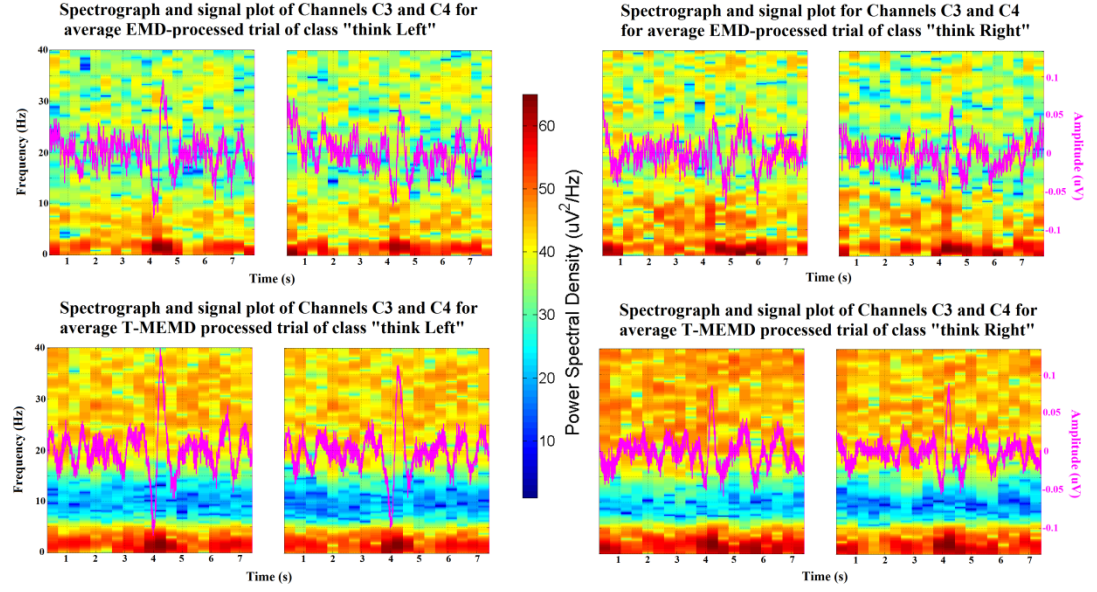 Spectrograph and signal plot of Channels C3 and C4 for
average EMD-processed trial of class "think Left"
40
30
20
10
0
Frequency (Hz)
1 2 3 4 5 6 7
1 2 3 4 5 6 7
Time (s)
Spectrograph and signal plot for Channels C3 and C4
for average EMD-processed trial of class "think Right"
0.1
0.05
0
-0.05
-0.1
Amplitude (uV)
1 2 3 4 5 6 7
1 2 3 4 5 6 7
Time (s)
60
50
40
30
20
10
Power Spectral Density (uV²/Hz)
Spectrograph and signal plot of Channels C3 and C4 for
average T-MEMD processed trial of class "think Left"
40
30
20
10
0
Frequency (Hz)
1 2 3 4 5 6 7
1 2 3 4 5 6 7
Time (s)
Spectrograph and signal plot of Channels C3 and C4 for
average T-MEMD processed trial of class "think Right"
0.1
0.05
0
-0.05
-0.1
Amplitude (uV)
1 2 3 4 5 6 7
1 2 3 4 5 6 7
Time (s)